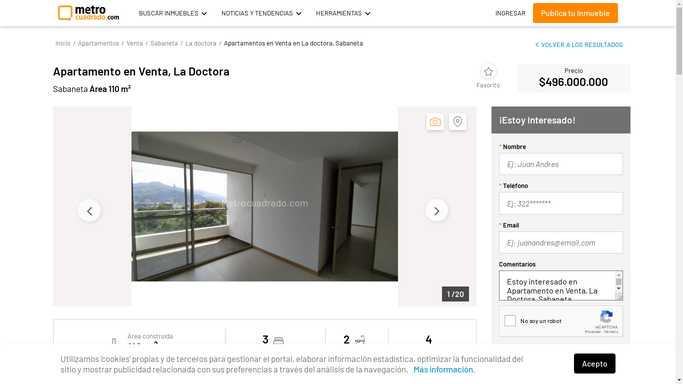 metro
cuadrado.com
BUSCAR INMUEBLES
NOTICIAS Y TENDENCIAS
HERRAMIENTAS
INGRESAR
Publica tu inmueble
Inicio / Apartamentos / Venta / Sabaneta / La doctora / Apartamentos en Venta en La doctora, Sabaneta
VOLVER A LOS RESULTADOS
Apartamento en Venta, La Doctora
Sabaneta Área 110 m²
Favorito
Precio
$496.000.000
metrocuadrado.com
1 / 20
¡Estoy Interesado!
* Nombre
Ej: Juan Andres
* Teléfono
Ej: 322*******
* Email
Ej: juanandres@email.com
Comentarios
Estoy interesado en
Apartamento en Venta, La
Doctora, Sabaneta
No soy un robot
reCAPTCHA
Privacidad - Términos
Área construida
3
2
4
Utilizamos 'cookies' propias y de terceros para gestionar el portal, elaborar información estadística, optimizar la funcionalidad del
sitio y mostrar publicidad relacionada con sus preferencias a través del análisis de la navegación. Más información.
Acepto